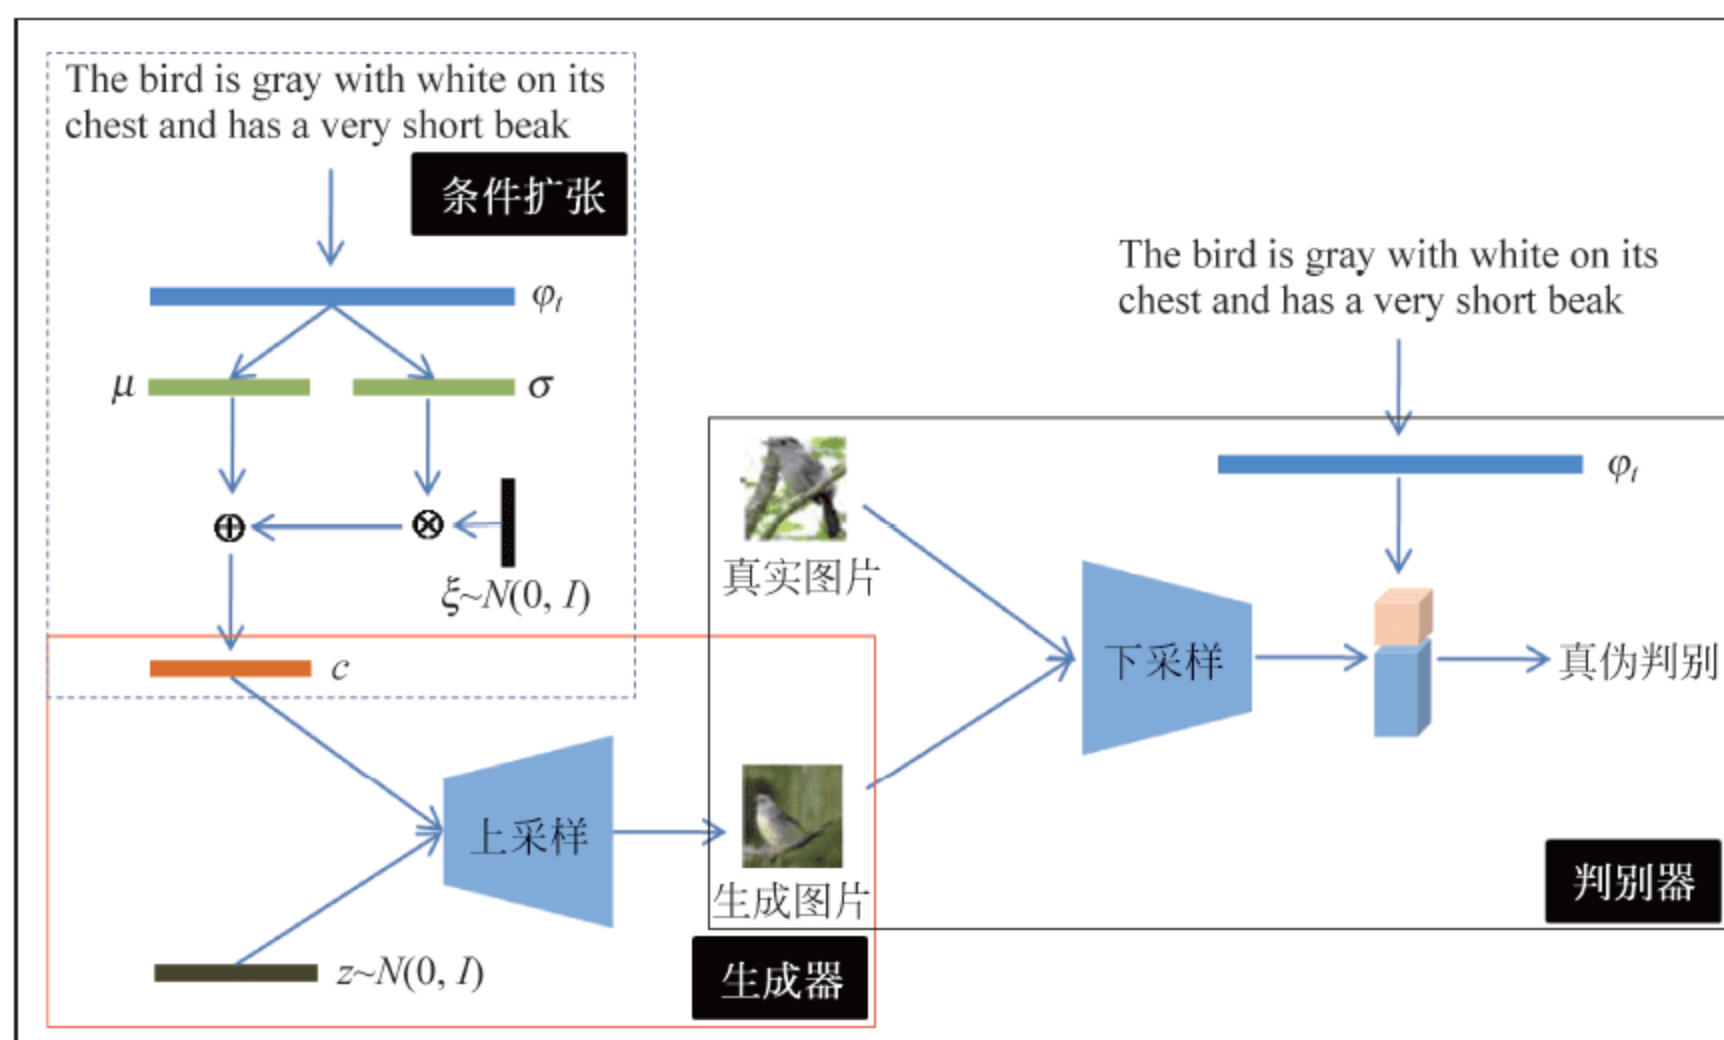 The bird is gray with white on its
chest and has a very short beak
条件扩张
φt
μ
σ
ξ~N(0, I)
c
上采样
z~N(0, I)
生成器
The bird is gray with white on its
chest and has a very short beak
φt
真实图片
下采样
真伪判别
生成图片
判别器